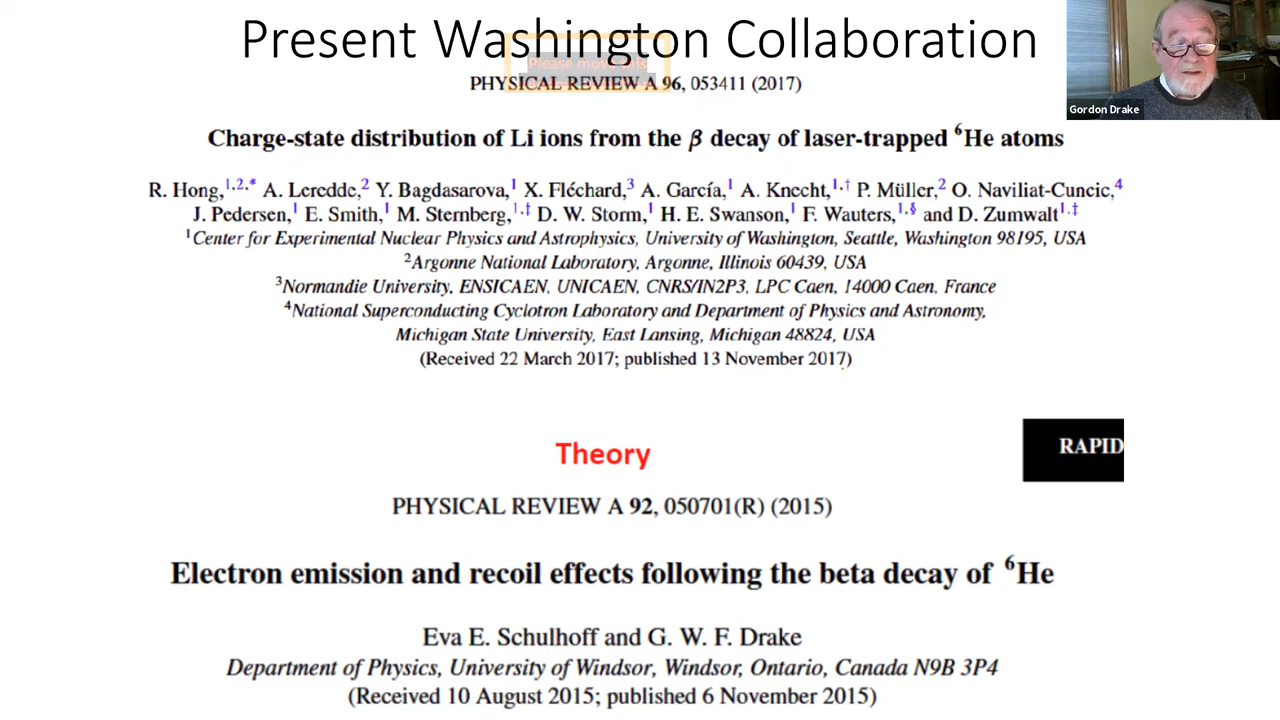 Present Washington Collaboration
Please move this
PHYSICAL REVIEW A 96, 053411 (2017)
Gordon Drake
Charge-state distribution of Li ions from the β decay of laser-trapped ⁶He atoms
R. Hong,¹,²,* A. Leredde,² Y. Bagdasarova,¹ X. Fléchard,³ A. García,¹ A. Knecht,¹,† P. Müller,² O. Naviliat-Cuncic,⁴
J. Pedersen,¹ E. Smith,¹ M. Sternberg,¹,† D. W. Storm,¹ H. E. Swanson,¹ F. Wauters,¹,§ and D. Zumwalt¹,‡
¹Center for Experimental Nuclear Physics and Astrophysics, University of Washington, Seattle, Washington 98195, USA
²Argonne National Laboratory, Argonne, Illinois 60439, USA
³Normandie University, ENSICAEN, UNICAEN, CNRS/IN2P3, LPC Caen, 14000 Caen, France
⁴National Superconducting Cyclotron Laboratory and Department of Physics and Astronomy,
Michigan State University, East Lansing, Michigan 48824, USA
(Received 22 March 2017; published 13 November 2017)
RAPID
Theory
PHYSICAL REVIEW A 92, 050701(R) (2015)
Electron emission and recoil effects following the beta decay of ⁶He
Eva E. Schulhoff and G. W. F. Drake
Department of Physics, University of Windsor, Windsor, Ontario, Canada N9B 3P4
(Received 10 August 2015; published 6 November 2015)